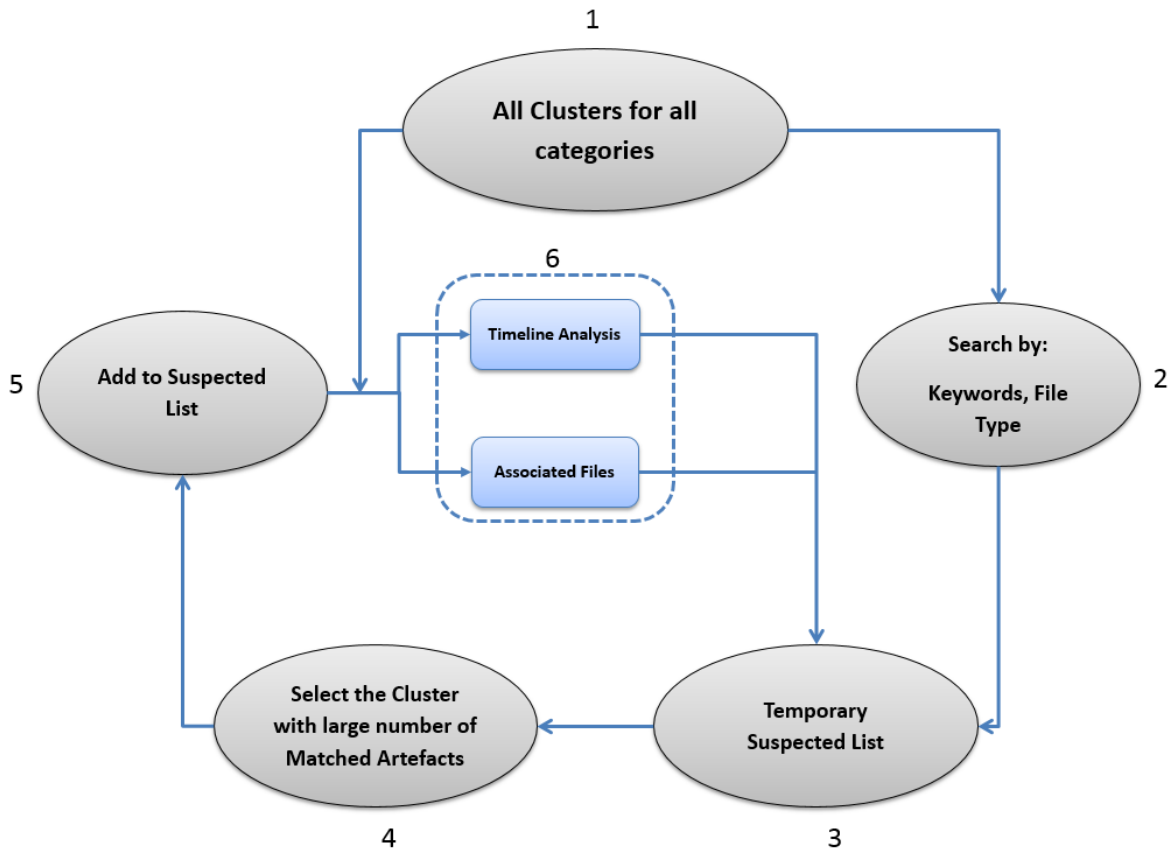 1
All Clusters for all
categories
6
Timeline Analysis
Associated Files
5
Add to Suspected
List
Search by:
Keywords, File
Type
2
Select the Cluster
with large number of
Matched Artefacts
4
Temporary
Suspected List
3